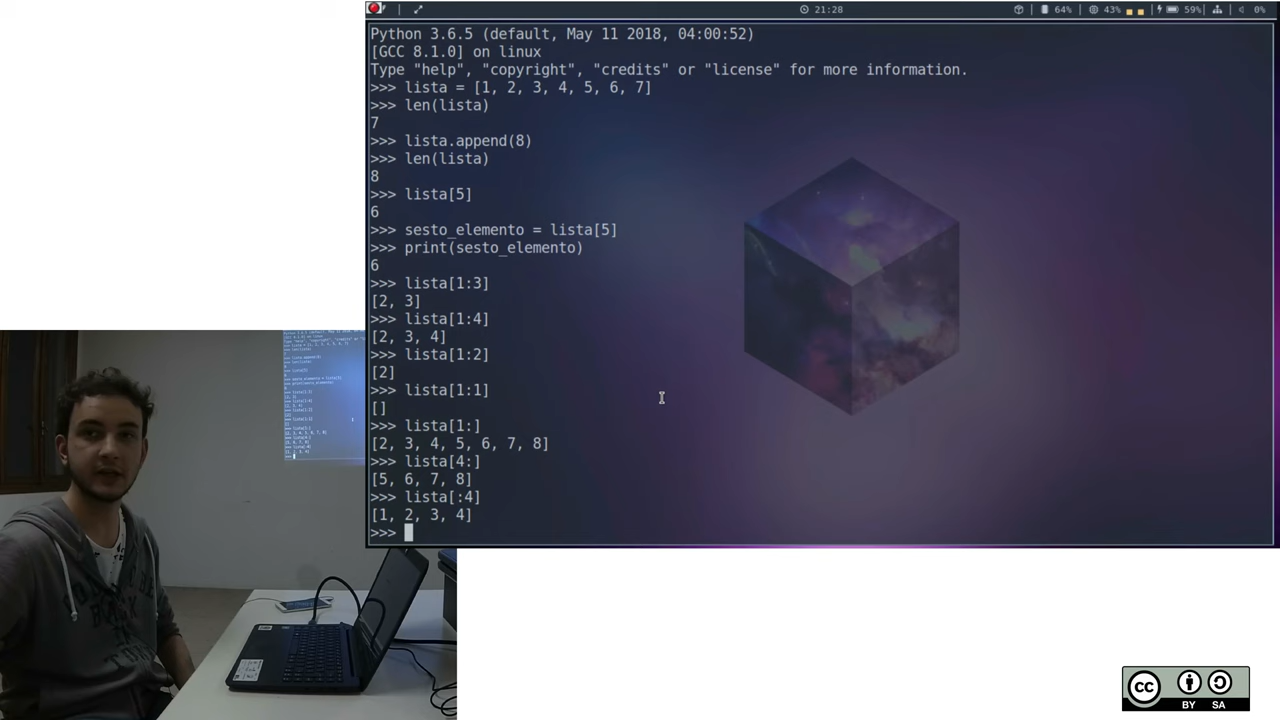 21:28
64%
43%
59%
0%
Python 3.6.5 (default, May 11 2018, 04:00:52)
[GCC 8.1.0] on linux
Type "help", "copyright", "credits" or "license" for more information.
>>> lista = [1, 2, 3, 4, 5, 6, 7]
>>> len(lista)
7
>>> lista.append(8)
>>> len(lista)
8
>>> lista[5]
6
>>> sesto_elemento = lista[5]
>>> print(sesto_elemento)
6
>>> lista[1:3]
[2, 3]
>>> lista[1:4]
[2, 3, 4]
>>> lista[1:2]
[2]
>>> lista[1:1]
[]
>>> lista[1:]
[2, 3, 4, 5, 6, 7, 8]
>>> lista[4:]
[5, 6, 7, 8]
>>> lista[:4]
[1, 2, 3, 4]
>>>
cc
BY SA